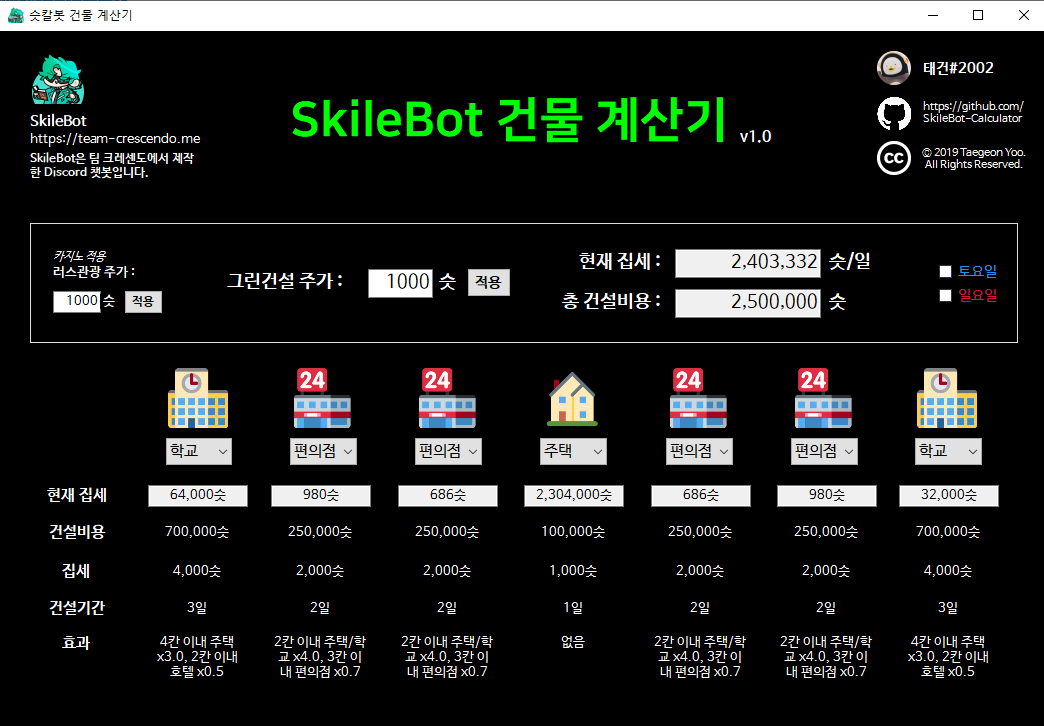 숫칼봇 건물 계산기
SkileBot
https://team-crescendo.me
SkileBot은 팀 크레센도에서 제작
한 Discord 챗봇입니다.
SkileBot 건물 계산기 v1.0
태건#2002
https://github.com/
SkileBot-Calculator
cc
© 2019 Taegeon Yoo.
All Rights Reserved.
카지노 적용
러스관광 주가 :
1000 숏 적용
그린건설 주가 : 1000 숏 적용
현재 집세 : 2,403,332 숏/일
총 건설비용 : 2,500,000 숏
토요일
일요일
24 24 24 24
학교 편의점 편의점 주택 편의점 편의점 학교
현재 집세 64,000숏 980숏 686숏 2,304,000숏 686숏 980숏 32,000숏
건설비용 700,000숏 250,000숏 250,000숏 100,000숏 250,000숏 250,000숏 700,000숏
집세 4,000숏 2,000숏 2,000숏 1,000숏 2,000숏 2,000숏 4,000숏
건설기간 3일 2일 2일 1일 2일 2일 3일
효과 4칸 이내 주택 2칸 이내 주택/학 2칸 이내 주택/학 없음 2칸 이내 주택/학 2칸 이내 주택/학 4칸 이내 주택
x3.0, 2칸 이내 교 x4.0, 3칸 이 교 x4.0, 3칸 이 교 x4.0, 3칸 이 교 x4.0, 3칸 이 x3.0, 2칸 이내
호텔 x0.5 내 편의점 x0.7 내 편의점 x0.7 내 편의점 x0.7 내 편의점 x0.7 호텔 x0.5